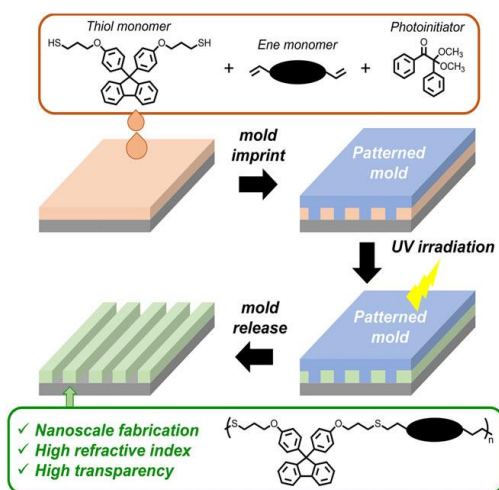 Thiol monomer
Ene monomer
Photoinitiator
HS
O
O
SH
+
+
O
OCH₃
OCH₃
mold
imprint
Patterned
mold
UV irradiation
Patterned
mold
mold
release
✓ Nanoscale fabrication
✓ High refractive index
✓ High transparency
S
O
O
S
n